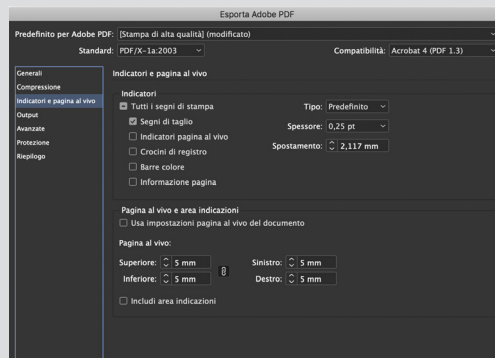 Esporta Adobe PDF
Predefinito per Adobe PDF: [Stampa di alta qualità] (modificato)
Standard: PDF/X-1a:2003 Compatibilità: Acrobat 4 (PDF 1.3)
Generali
Compressione
Indicatori e pagina al vivo
Output
Avanzate
Protezione
Riepilogo
Indicatori e pagina al vivo
Indicatori
Tutti i segni di stampa Tipo: Predefinito
Segni di taglio Spessore: 0,25 pt
Indicatori pagina al vivo Spostamento: 2,117 mm
Crocini di registro
Barre colore
Informazione pagina
Pagina al vivo e area indicazioni
Usa impostazioni pagina al vivo del documento
Pagina al vivo:
Superiore: 5 mm Sinistro: 5 mm
Inferiore: 5 mm Destro: 5 mm
Includi area indicazioni